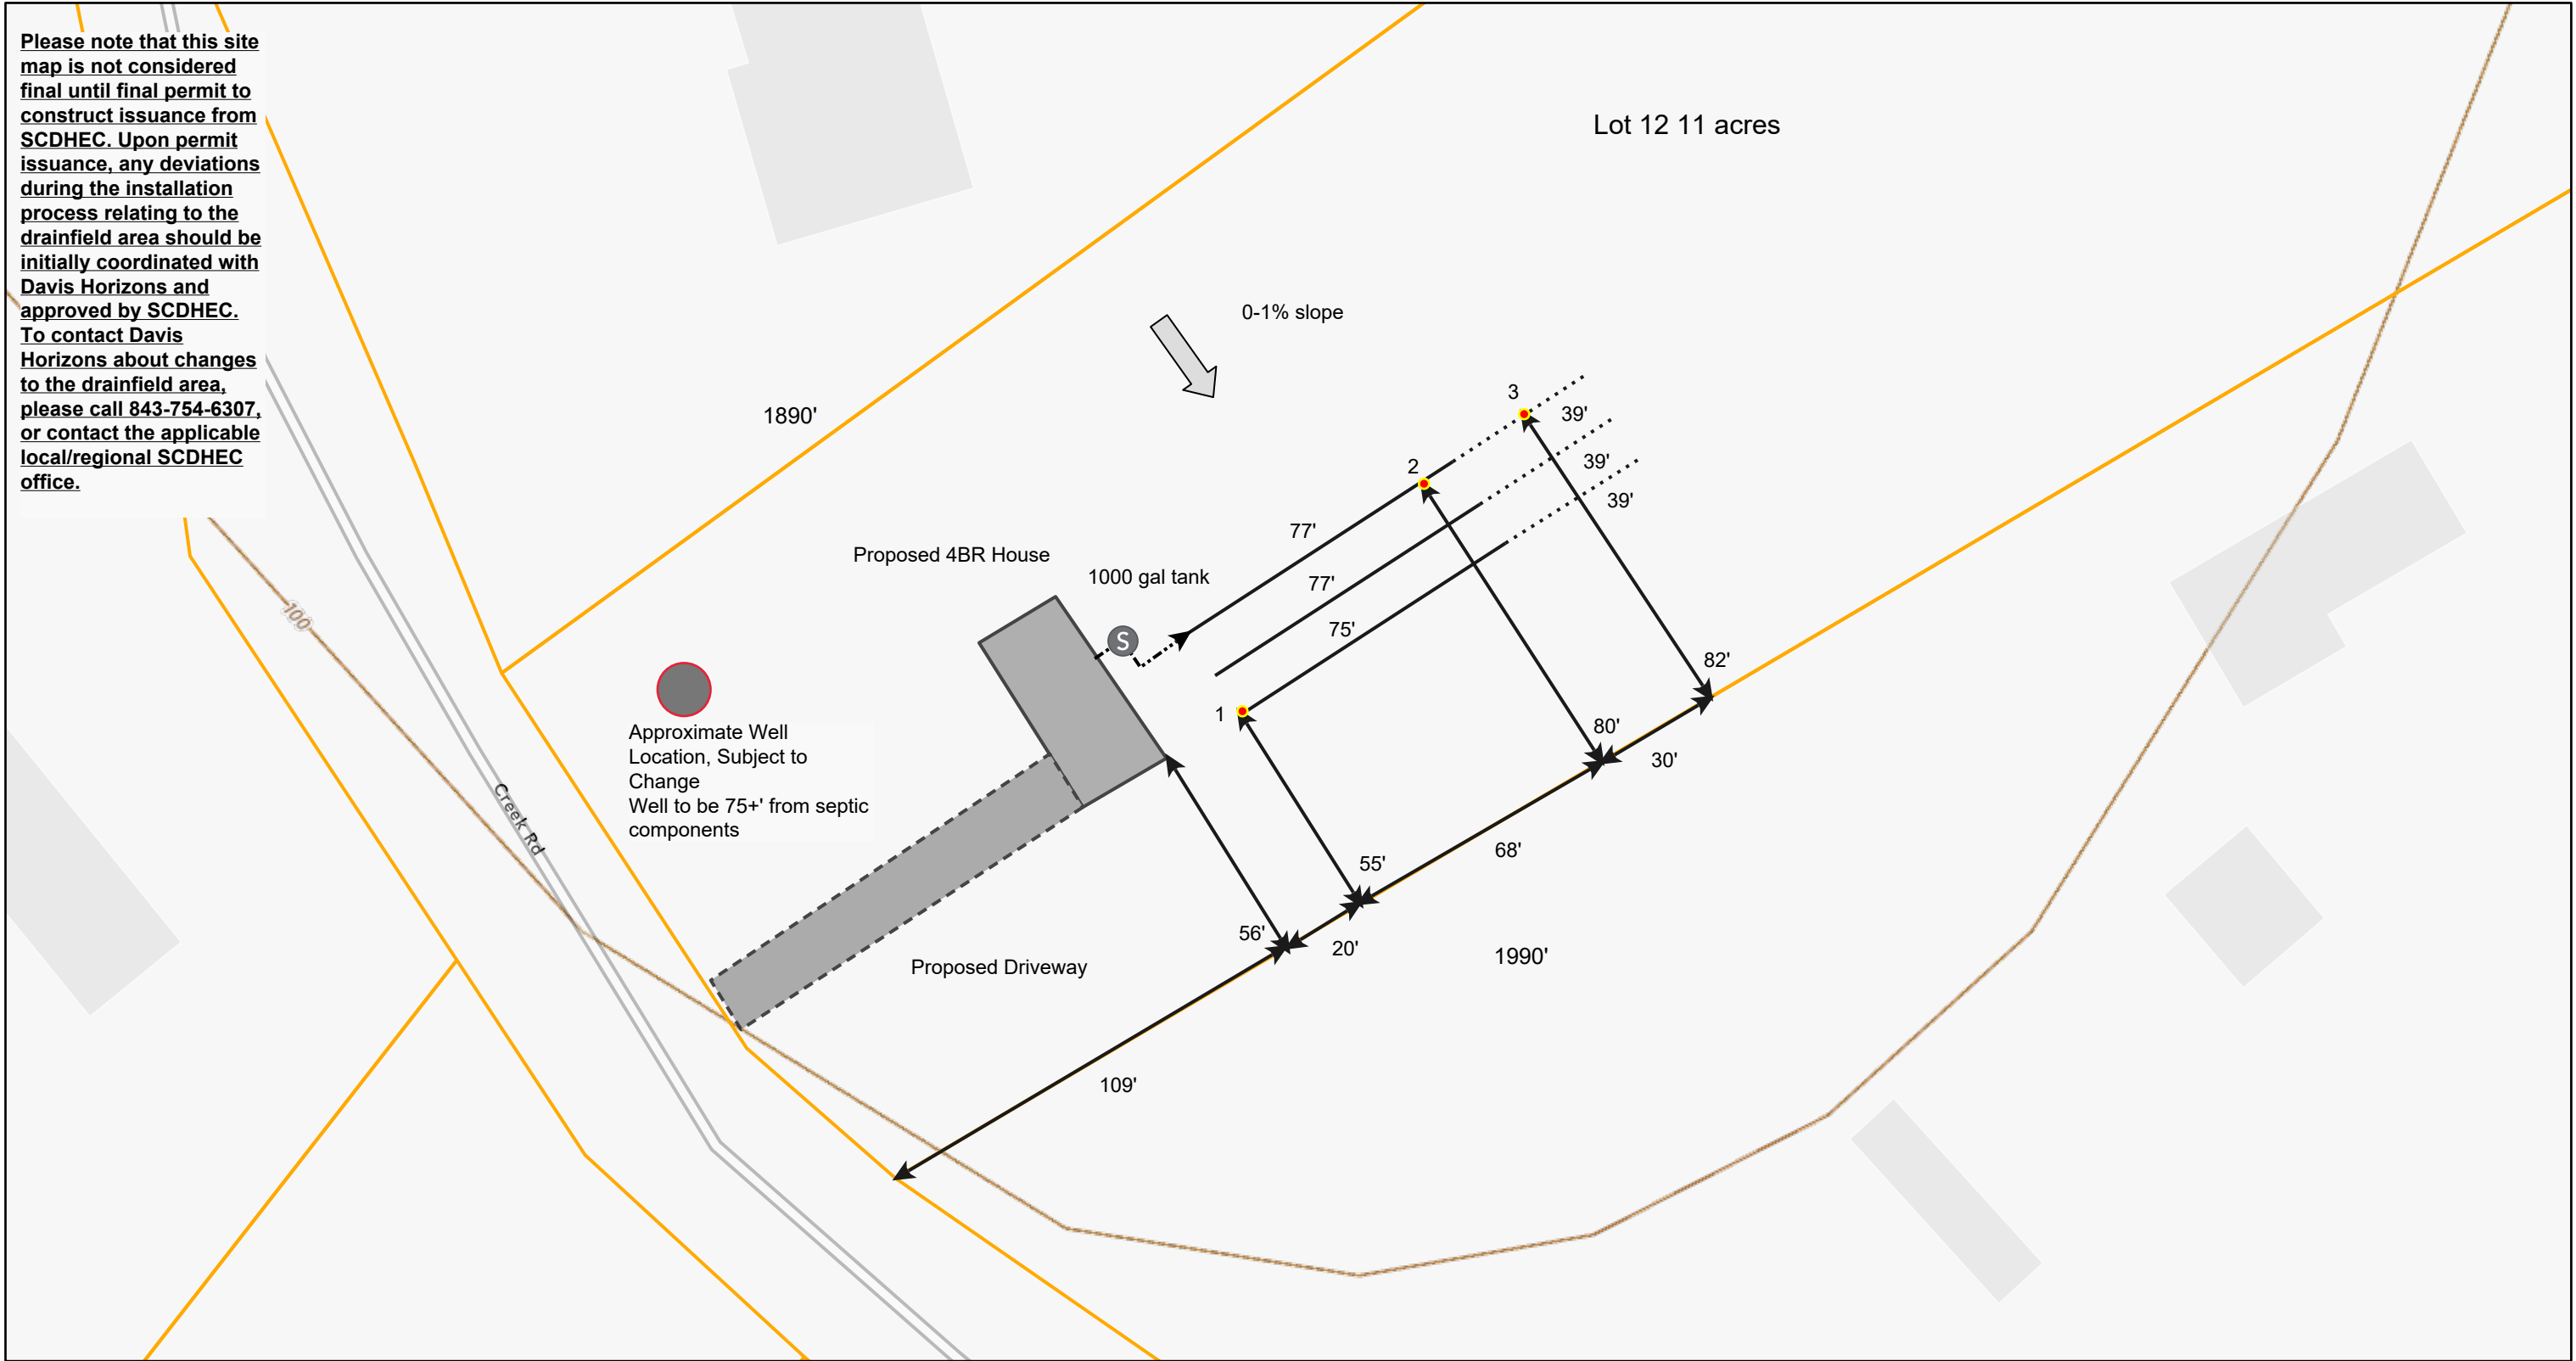 Please note that this site
map is not considered
final until final permit to
construct issuance from
SCDHEC. Upon permit
issuance, any deviations
during the installation
process relating to the
drainfield area should be
initially coordinated with
Davis Horizons and
approved by SCDHEC.
To contact Davis
Horizons about changes
to the drainfield area,
please call 843-754-6307,
or contact the applicable
local/regional SCDHEC
office.
Lot 12 11 acres
0-1% slope
1890'
3
39'
2
39'
39'
77'
Proposed 4BR House
1000 gal tank
77'
100
75'
S
82'
1
80'
Approximate Well
Location, Subject to
Change
Well to be 75+' from septic
components
30'
Creek Rd
68'
55'
56'
20'
1990'
Proposed Driveway
109'